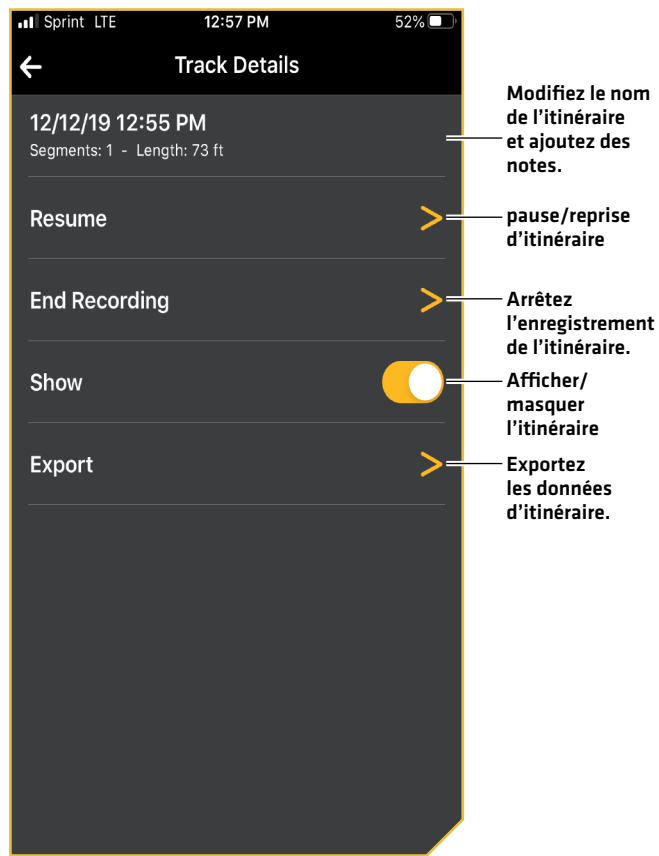 Sprint LTE 12:57 PM 52%
Track Details
12/12/19 12:55 PM
Segments: 1 - Length: 73 ft
Modifiez le nom
de l'itinéraire
et ajoutez des
notes.
Resume
pause/reprise
d'itinéraire
End Recording
Arrêtez
l'enregistrement
de l'itinéraire.
Show
Afficher/
masquer
l'itinéraire
Export
Exportez
les données
d'itinéraire.